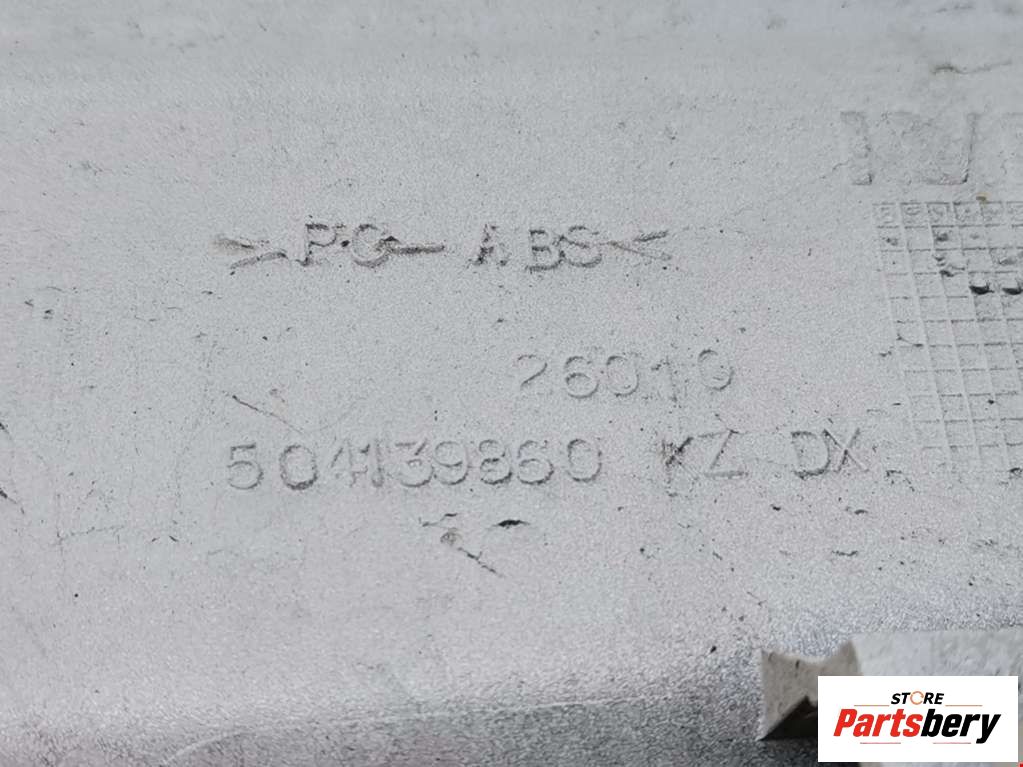 >PC-ABS<
26010
504139860 KZ DX
STORE
Partsbery